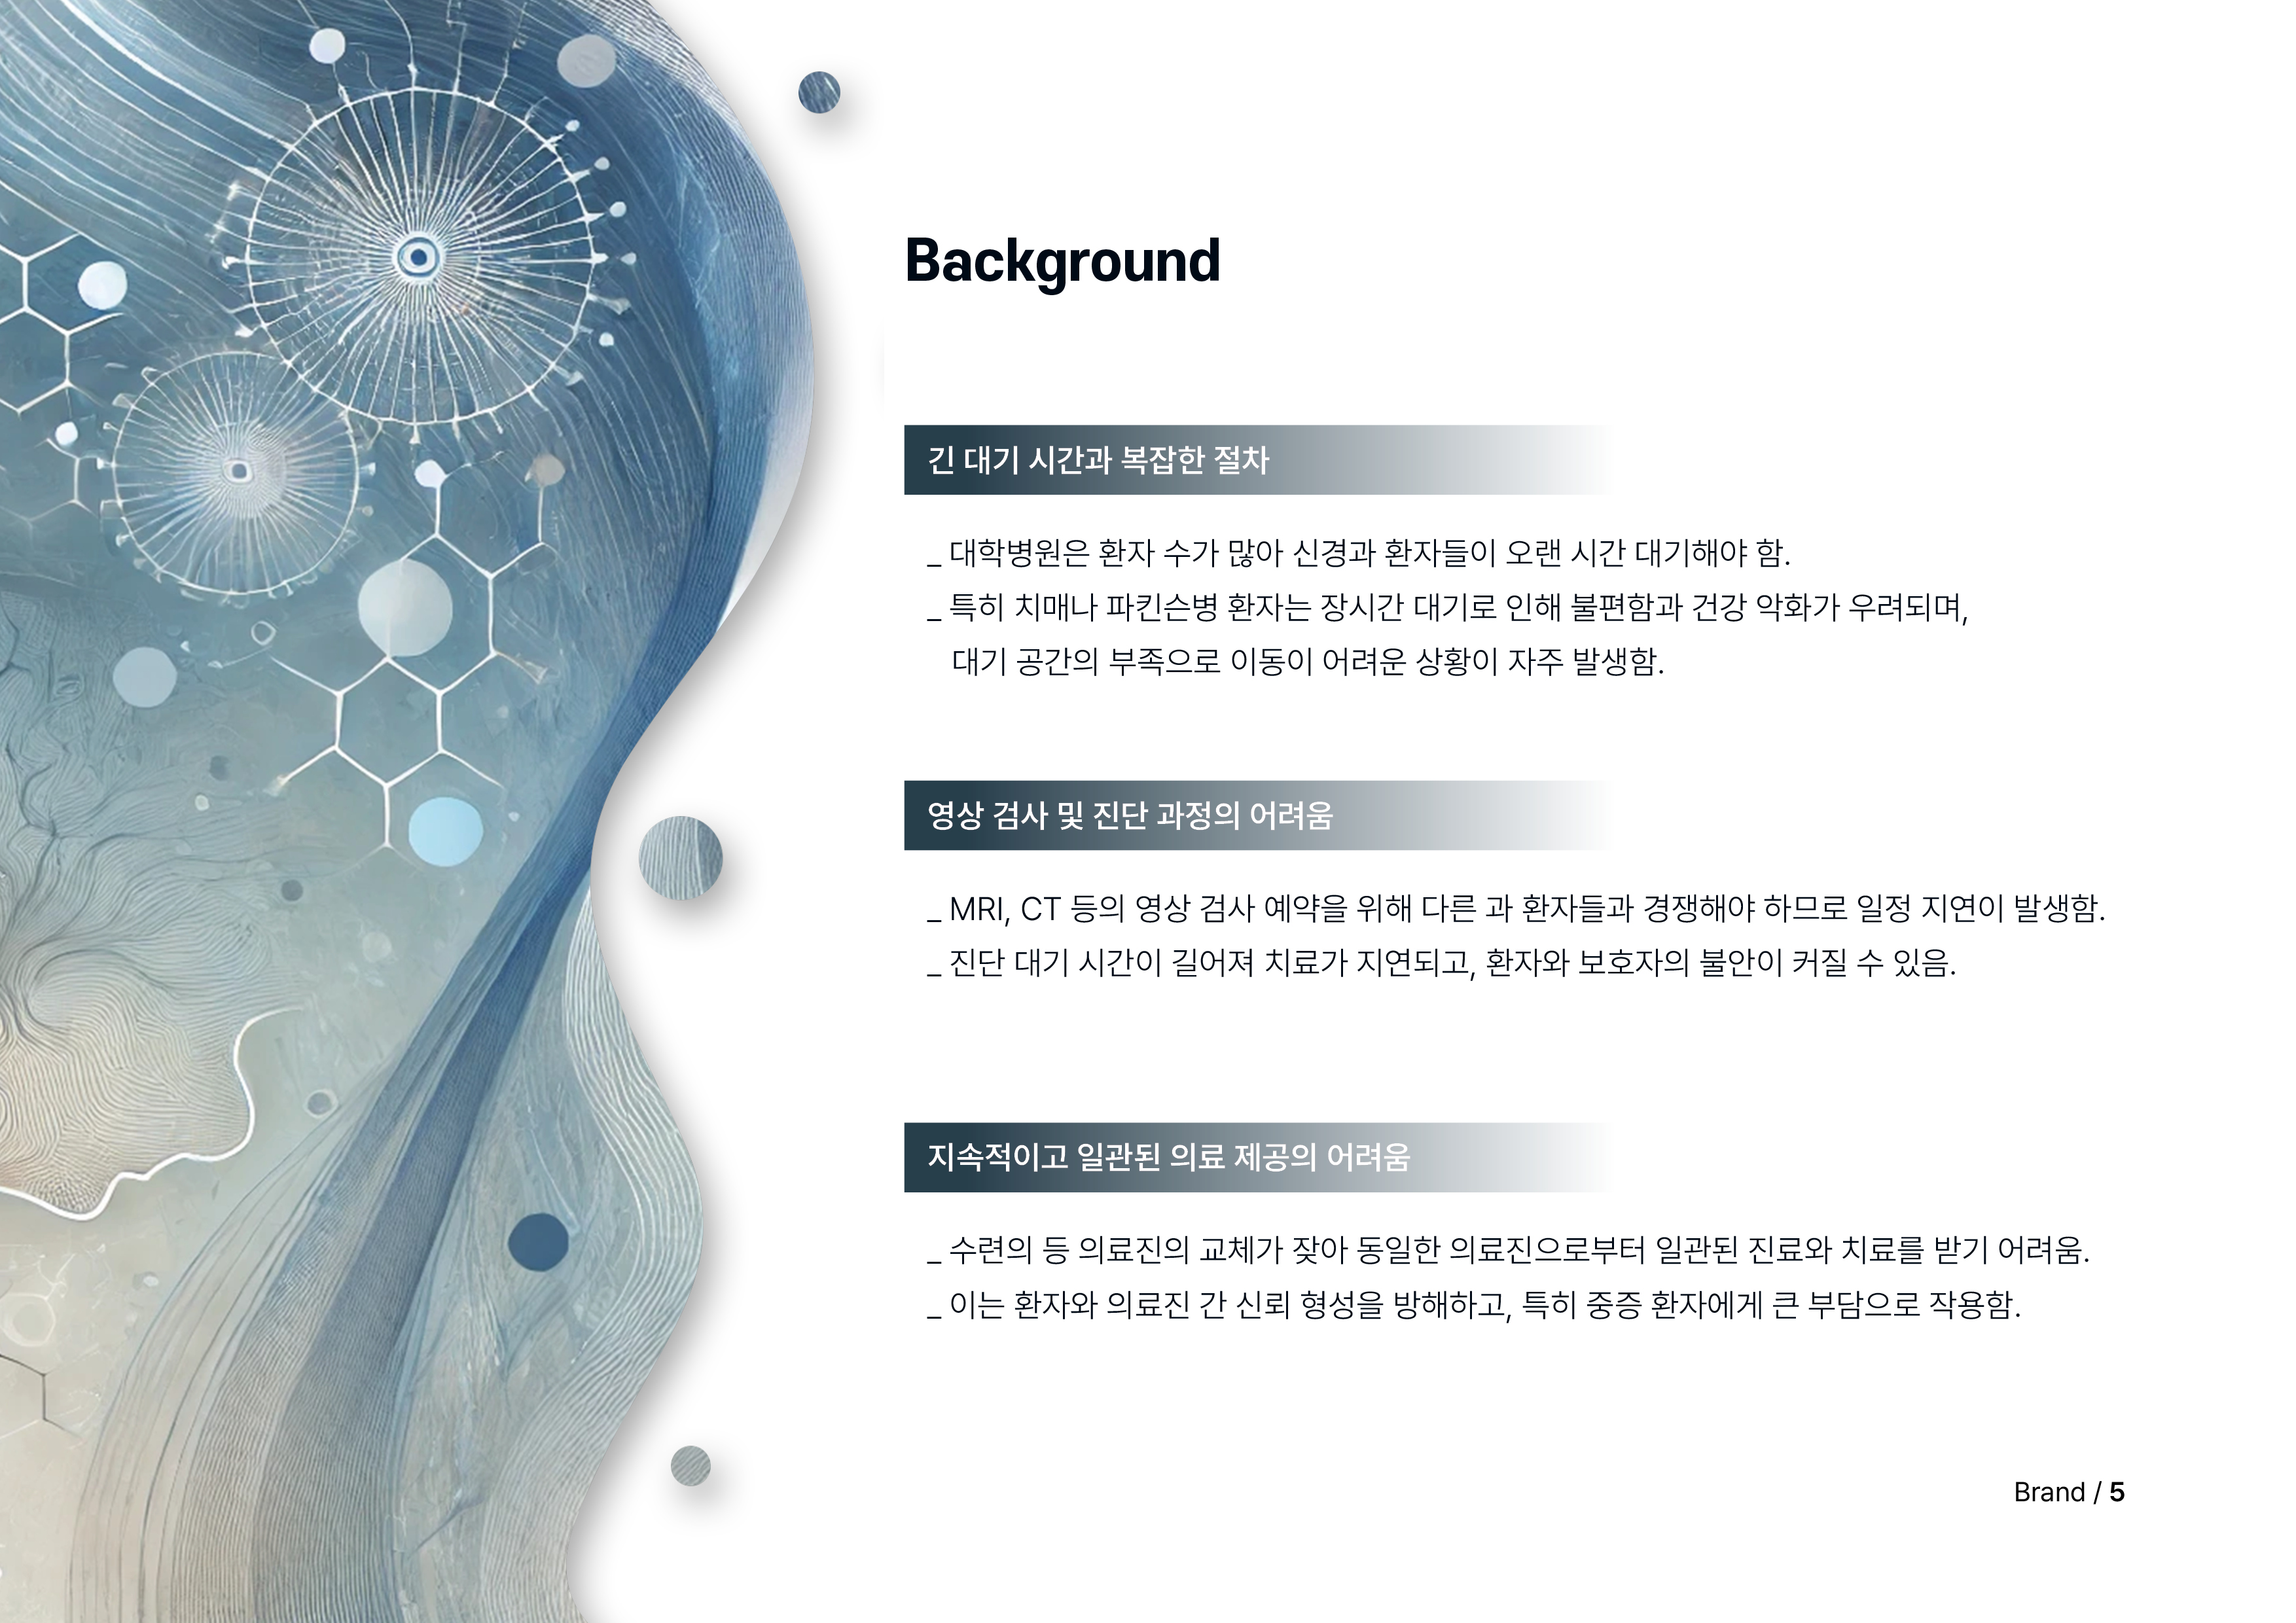 Background
긴 대기 시간과 복잡한 절차
_ 대학병원은 환자 수가 많아 신경과 환자들이 오랜 시간 대기해야 함.
_ 특히 치매나 파킨슨병 환자는 장시간 대기로 인해 불편함과 건강 악화가 우려되며,
대기 공간의 부족으로 이동이 어려운 상황이 자주 발생함.
영상 검사 및 진단 과정의 어려움
_ MRI, CT 등의 영상 검사 예약을 위해 다른 과 환자들과 경쟁해야 하므로 일정 지연이 발생함.
_ 진단 대기 시간이 길어져 치료가 지연되고, 환자와 보호자의 불안이 커질 수 있음.
지속적이고 일관된 의료 제공의 어려움
_ 수련의 등 의료진의 교체가 잦아 동일한 의료진으로부터 일관된 진료와 치료를 받기 어려움.
_ 이는 환자와 의료진 간 신뢰 형성을 방해하고, 특히 중증 환자에게 큰 부담으로 작용함.
Brand / 5